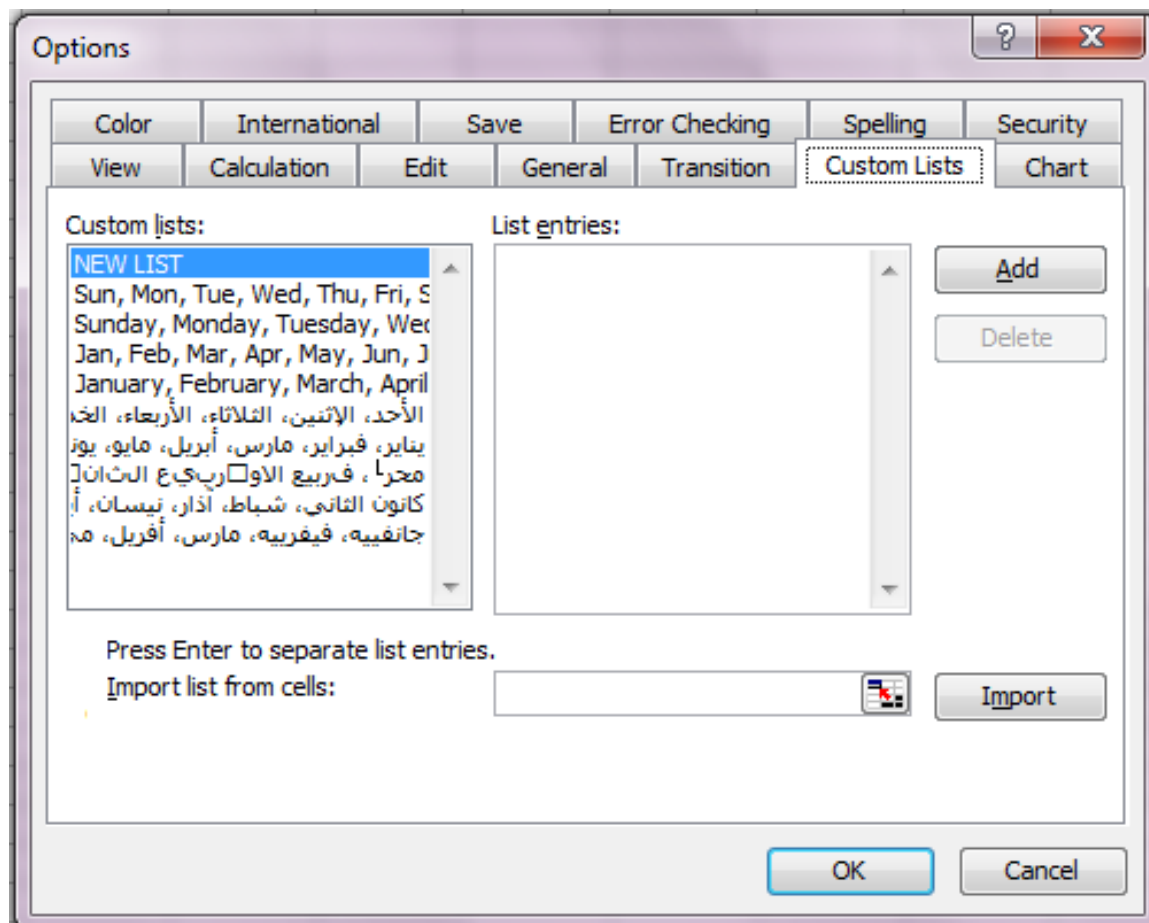 Options
Color International Save Error Checking Spelling Security
View Calculation Edit General Transition Custom Lists Chart
Custom lists:
List entries:
NEW LIST
Sun, Mon, Tue, Wed, Thu, Fri, S
Sunday, Monday, Tuesday, Wed
Jan, Feb, Mar, Apr, May, Jun, J
January, February, March, April
الأحد، الإثنين، الثلاثاء، الأربعاء، الخم
يناير، فبراير، مارس، أبريل، مايو، يون
كانون الثاني، شباط، آذار، نيسان، أي
جانفييه، فيفرييه، مارس، أفريل، مي
Add
Delete
Press Enter to separate list entries.
Import list from cells:
Import
OK Cancel